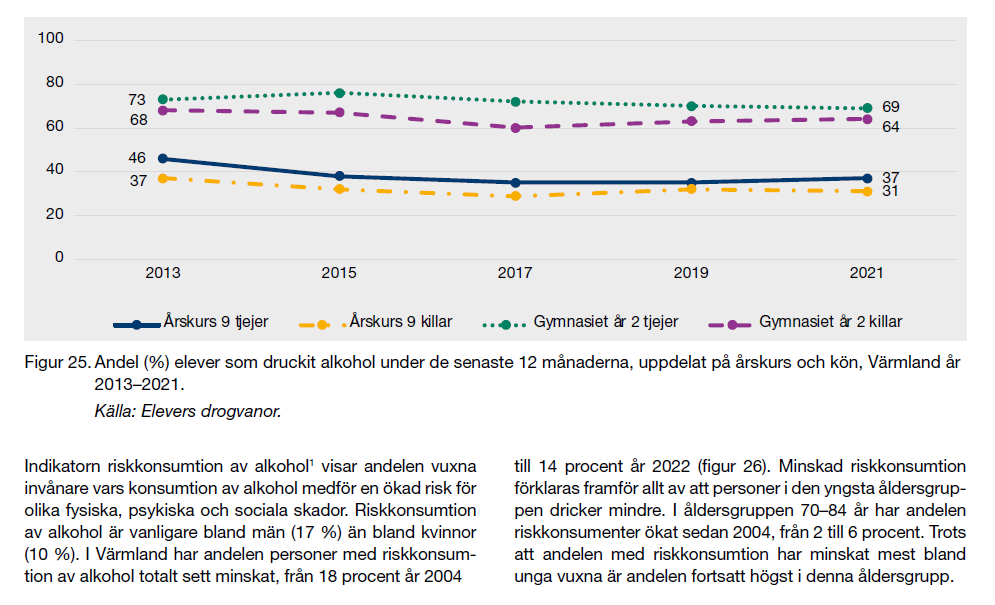 100
80
60
40
20
0
73
68
46
37
69
64
37
31
2013 2015 2017 2019 2021
Årskurs 9 tjejer Årskurs 9 killar Gymnasiet år 2 tjejer Gymnasiet år 2 killar
Figur 25. Andel (%) elever som druckit alkohol under de senaste 12 månaderna, uppdelat på årskurs och kön, Värmland år
2013–2021.
Källa: Elevers drogvanor.
Indikatorn riskkonsumtion av alkohol¹ visar andelen vuxna
invånare vars konsumtion av alkohol medför en ökad risk för
olika fysiska, psykiska och sociala skador. Riskkonsumtion
av alkohol är vanligare bland män (17 %) än bland kvinnor
(10 %). I Värmland har andelen personer med riskkonsum-
tion av alkohol totalt sett minskat, från 18 procent år 2004
till 14 procent år 2022 (figur 26). Minskad riskkonsumtion
förklaras framför allt av att personer i den yngsta åldersgrup-
pen dricker mindre. I åldersgruppen 70–84 år har andelen
riskkonsumenter ökat sedan 2004, från 2 till 6 procent. Trots
att andelen med riskkonsumtion har minskat mest bland
unga vuxna är andelen fortsatt högst i denna åldersgrupp.